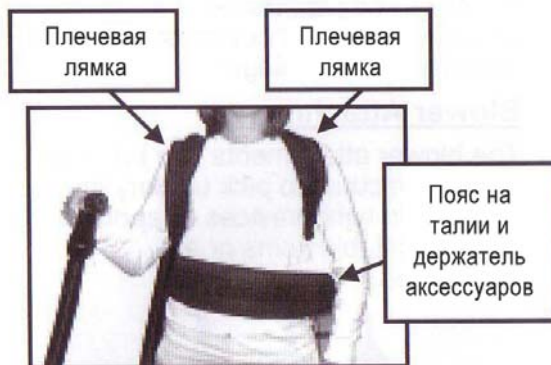 Плечевая
лямка
Плечевая
лямка
Пояс на
талии и
держатель
аксессуаров